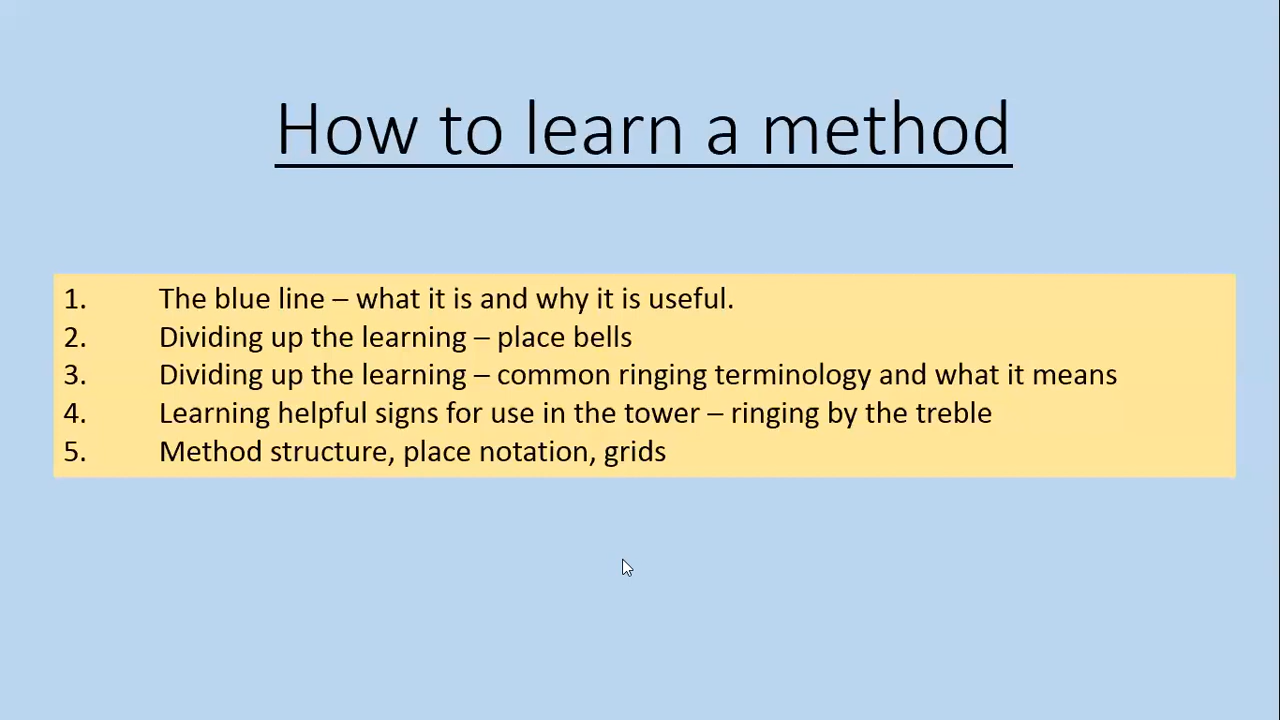 How to learn a method
1. The blue line – what it is and why it is useful.
2. Dividing up the learning – place bells
3. Dividing up the learning – common ringing terminology and what it means
4. Learning helpful signs for use in the tower – ringing by the treble
5. Method structure, place notation, grids